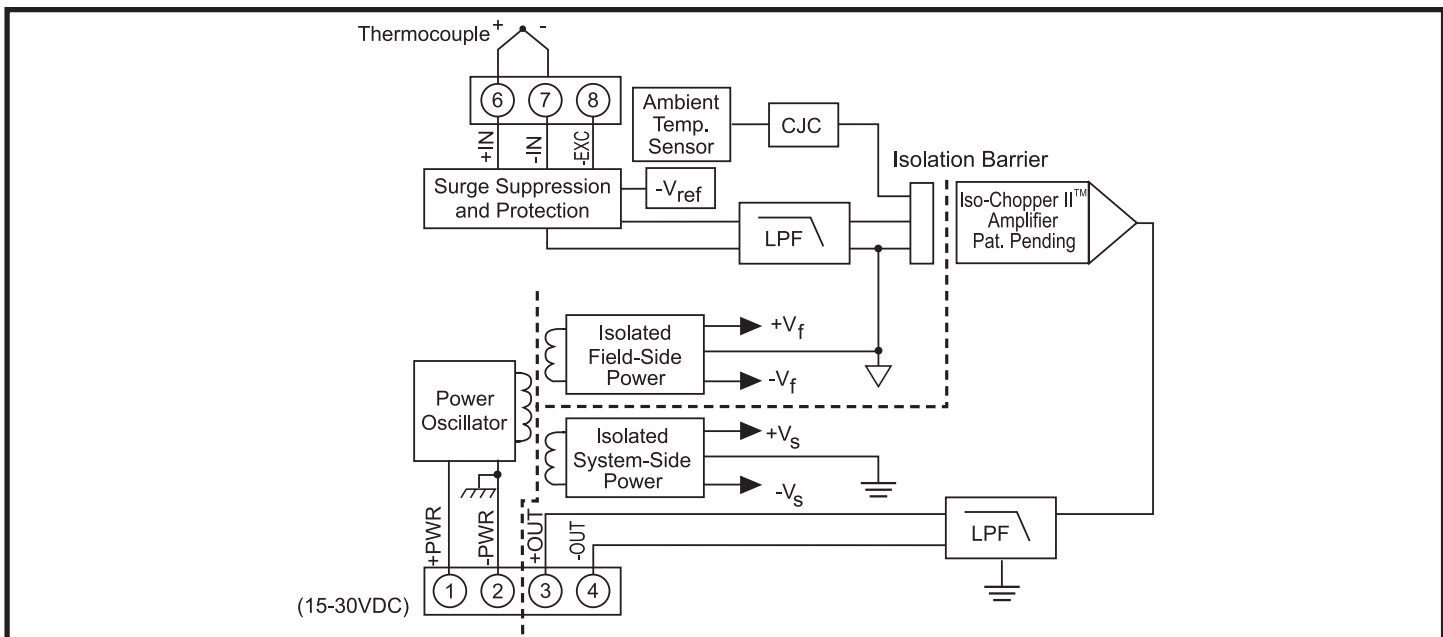 Thermocouple + -
6 7 8
+IN -IN -EXC
Ambient
Temp.
Sensor
CJC
Isolation Barrier
Surge Suppression
and Protection
-Vref
LPF
Iso-Chopper II™
Amplifier
Pat. Pending
Isolated
Field-Side
Power
+Vf
-Vf
Power
Oscillator
Isolated
System-Side
Power
+Vs
-Vs
LPF
+PWR -PWR +OUT -OUT
1 2 3 4
(15-30VDC)